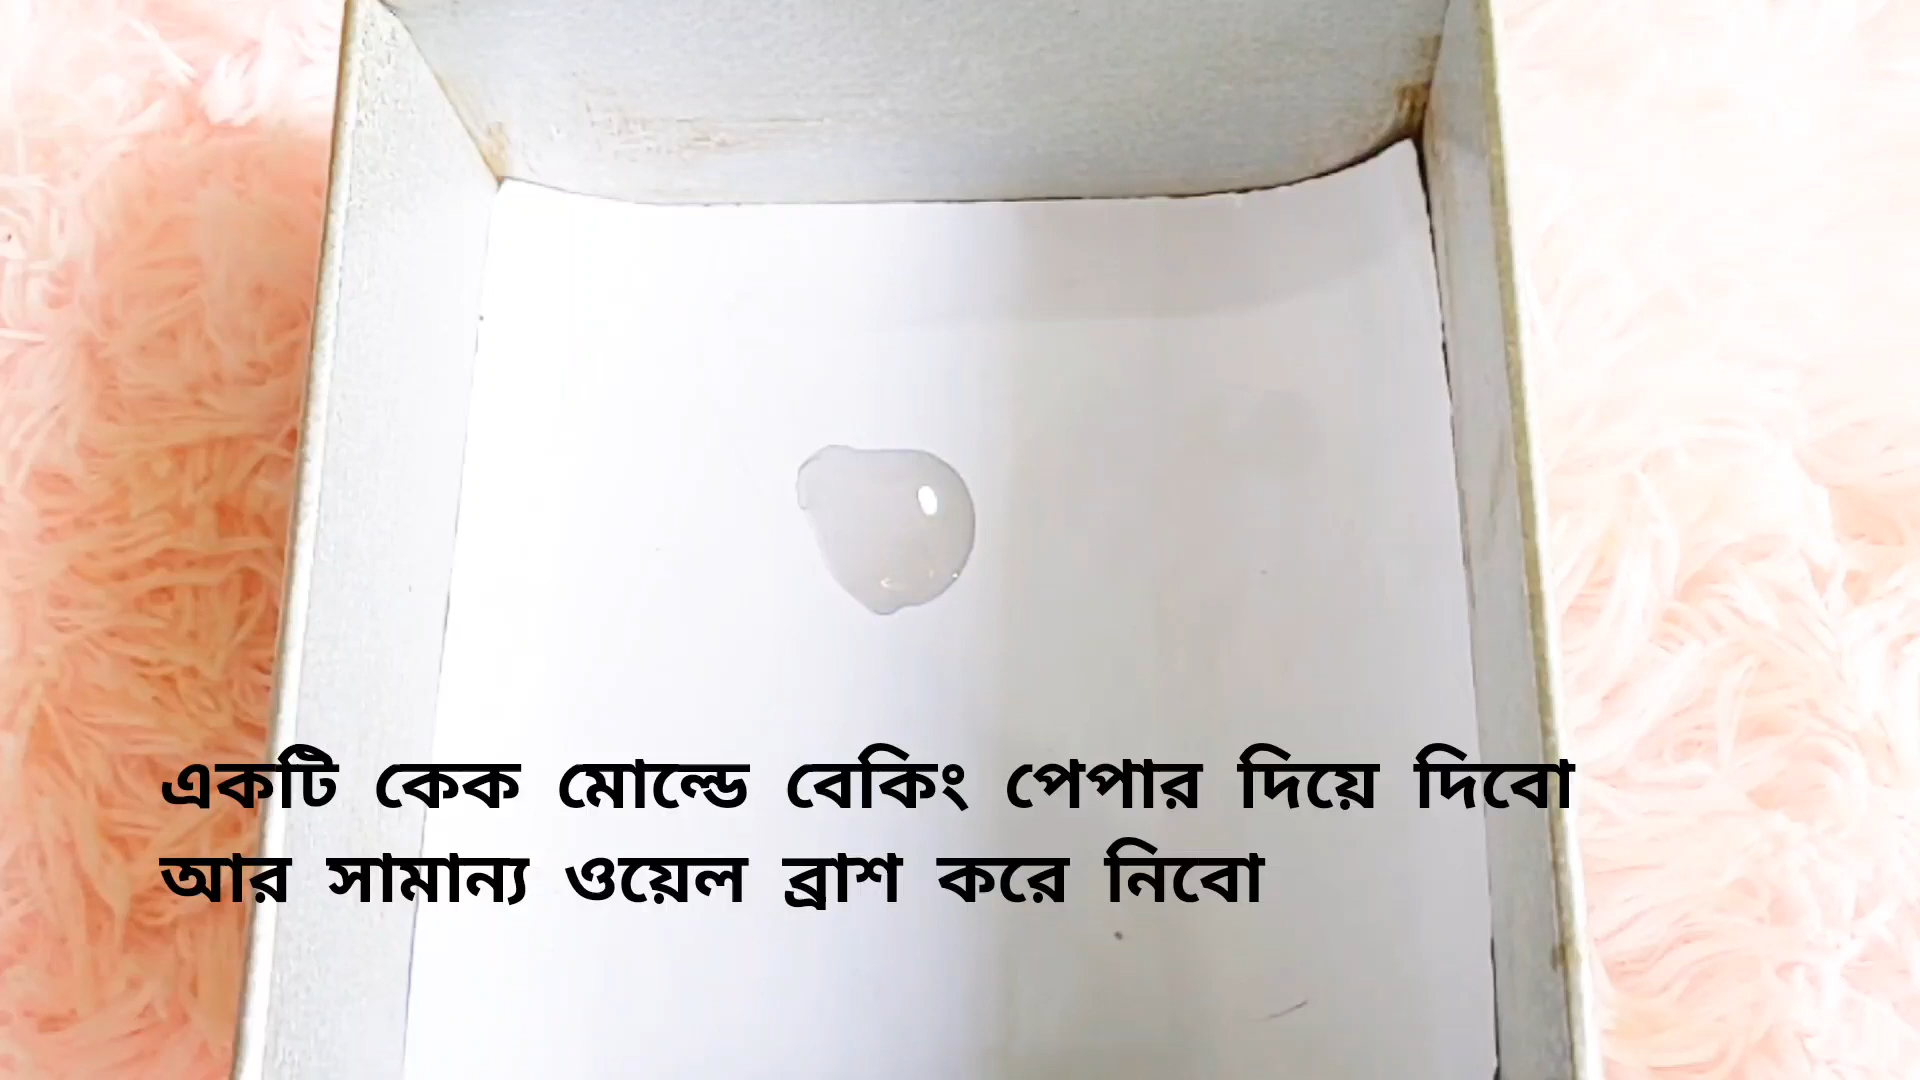 একটি কেক মোল্ডে বেকিং পেপার দিয়ে দিবো
আর সামান্য ওয়েল ব্রাশ করে নিবো